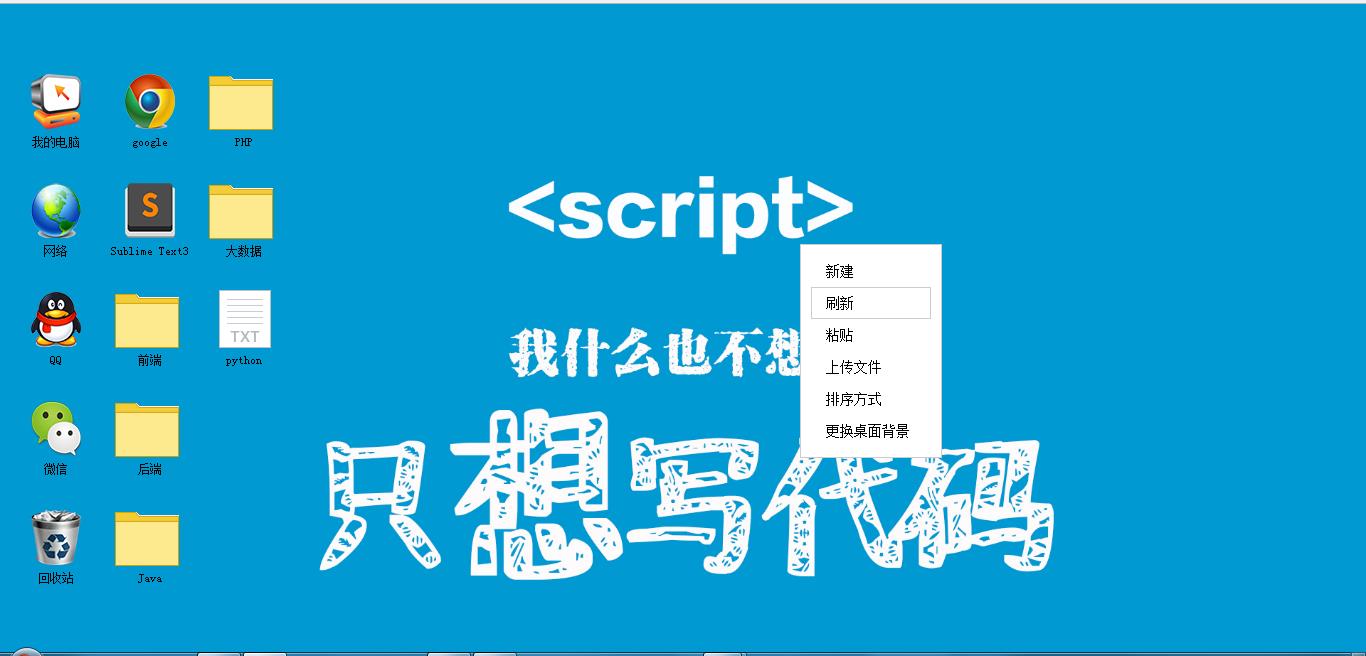 我的电脑
google
PHP
网络
S
Sublime Text3
大数据
QQ
前端
TXT
python
微信
后端
回收站
Java
<script>
我什么也不想
只想写代码
新建
刷新
粘贴
上传文件
排序方式
更换桌面背景